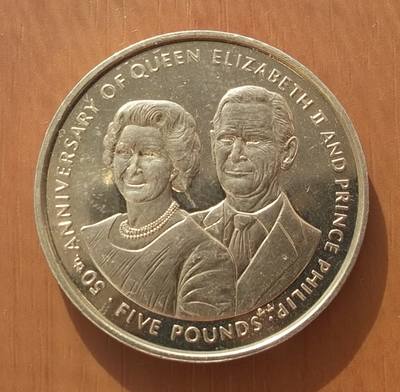 50th ANNIVERSARY OF QUEEN ELIZABETH II AND PRINCE PHILIP
FIVE POUNDS